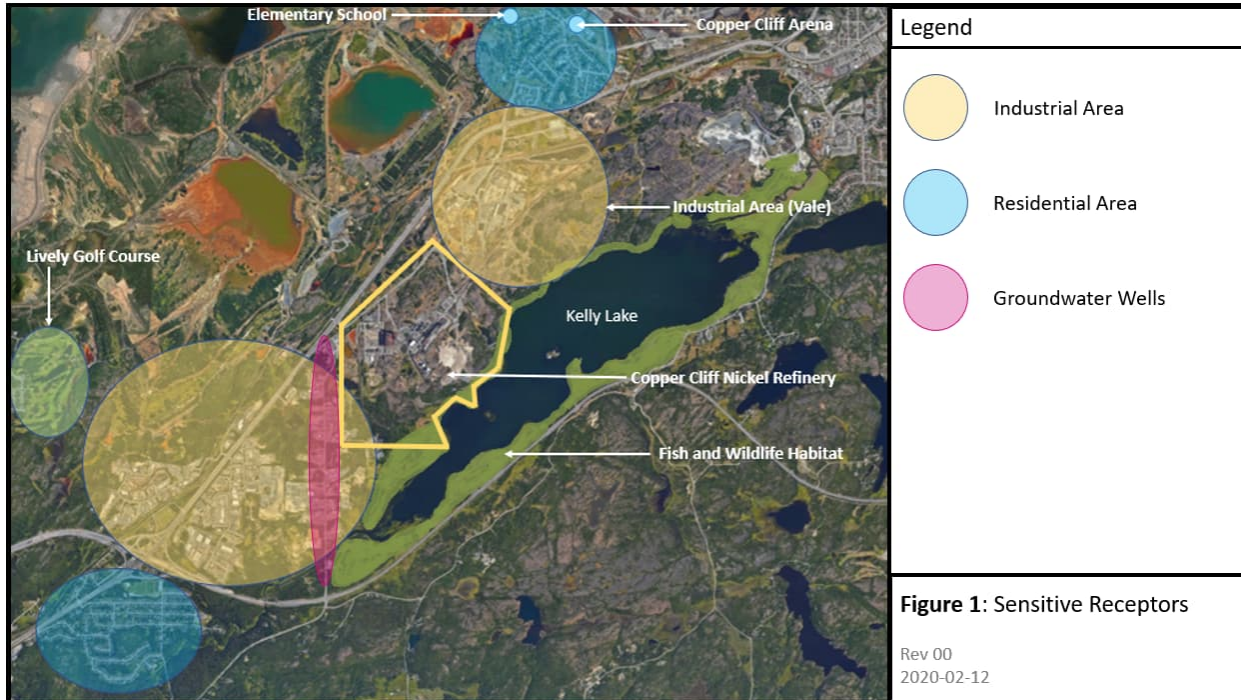 Elementary School
Copper Cliff Arena
Industrial Area (Vale)
Lively Golf Course
Kelly Lake
Copper Cliff Nickel Refinery
Fish and Wildlife Habitat
Legend
Industrial Area
Residential Area
Groundwater Wells
Figure 1: Sensitive Receptors
Rev 00
2020-02-12